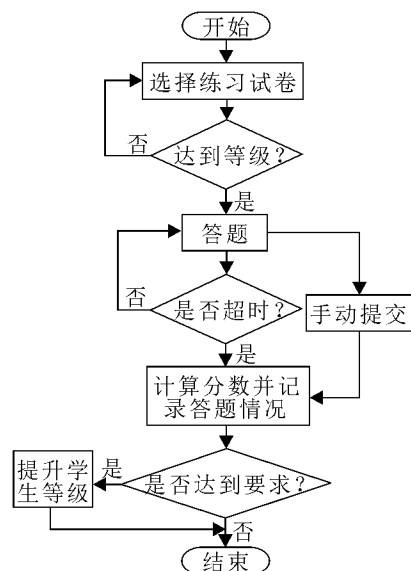 开始
选择练习试卷
否
达到等级?
是
答题
否
是否超时?
手动提交
是
计算分数并记
录答题情况
提升学
生等级
是
是否达到要求?
否
结束